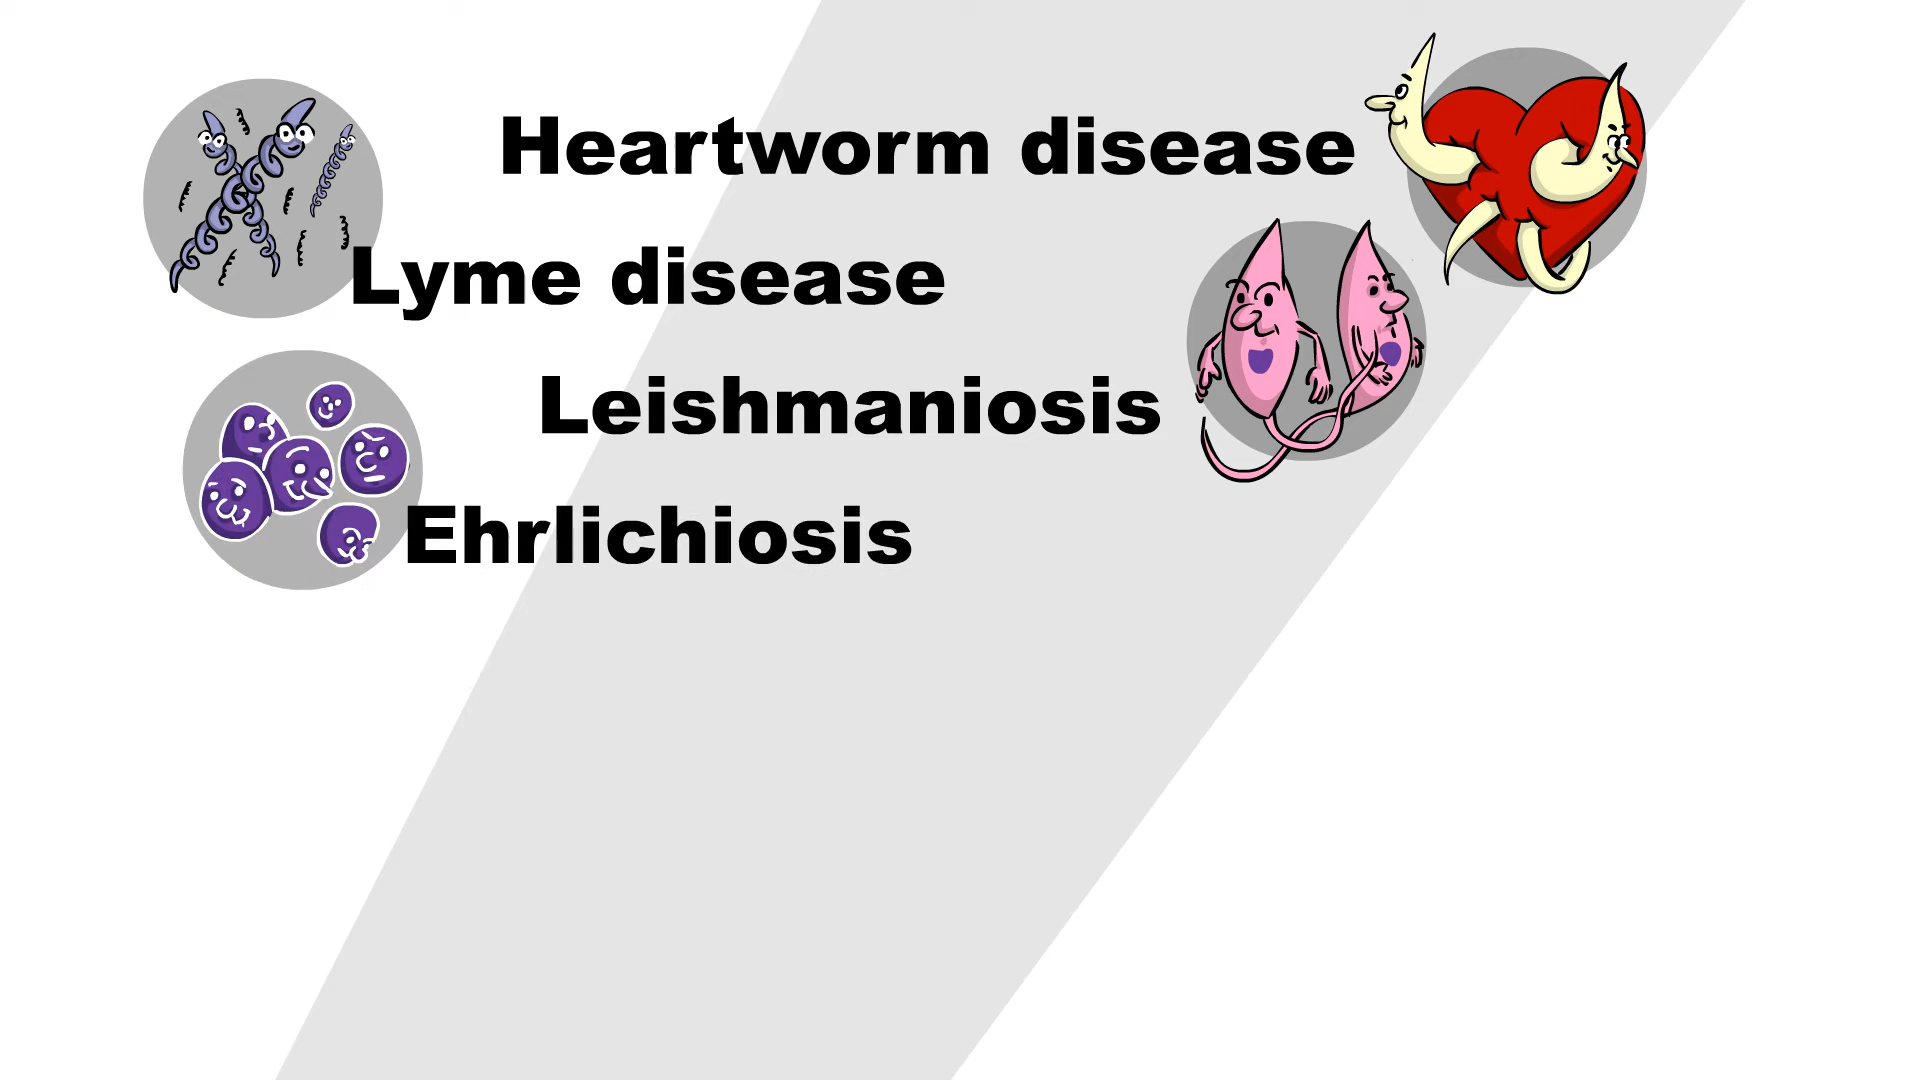 Heartworm disease
Lyme disease
Leishmaniosis
Ehrlichiosis